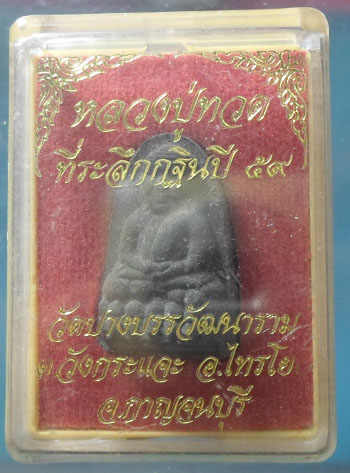 หลวงปู่ทวด
ที่ระลึกกฐินปี ๕๙
วัดปางบรรวัฒนาราม
ต.วังกระแจะ อ.ไทรโย
จ.กาญจนบุรี